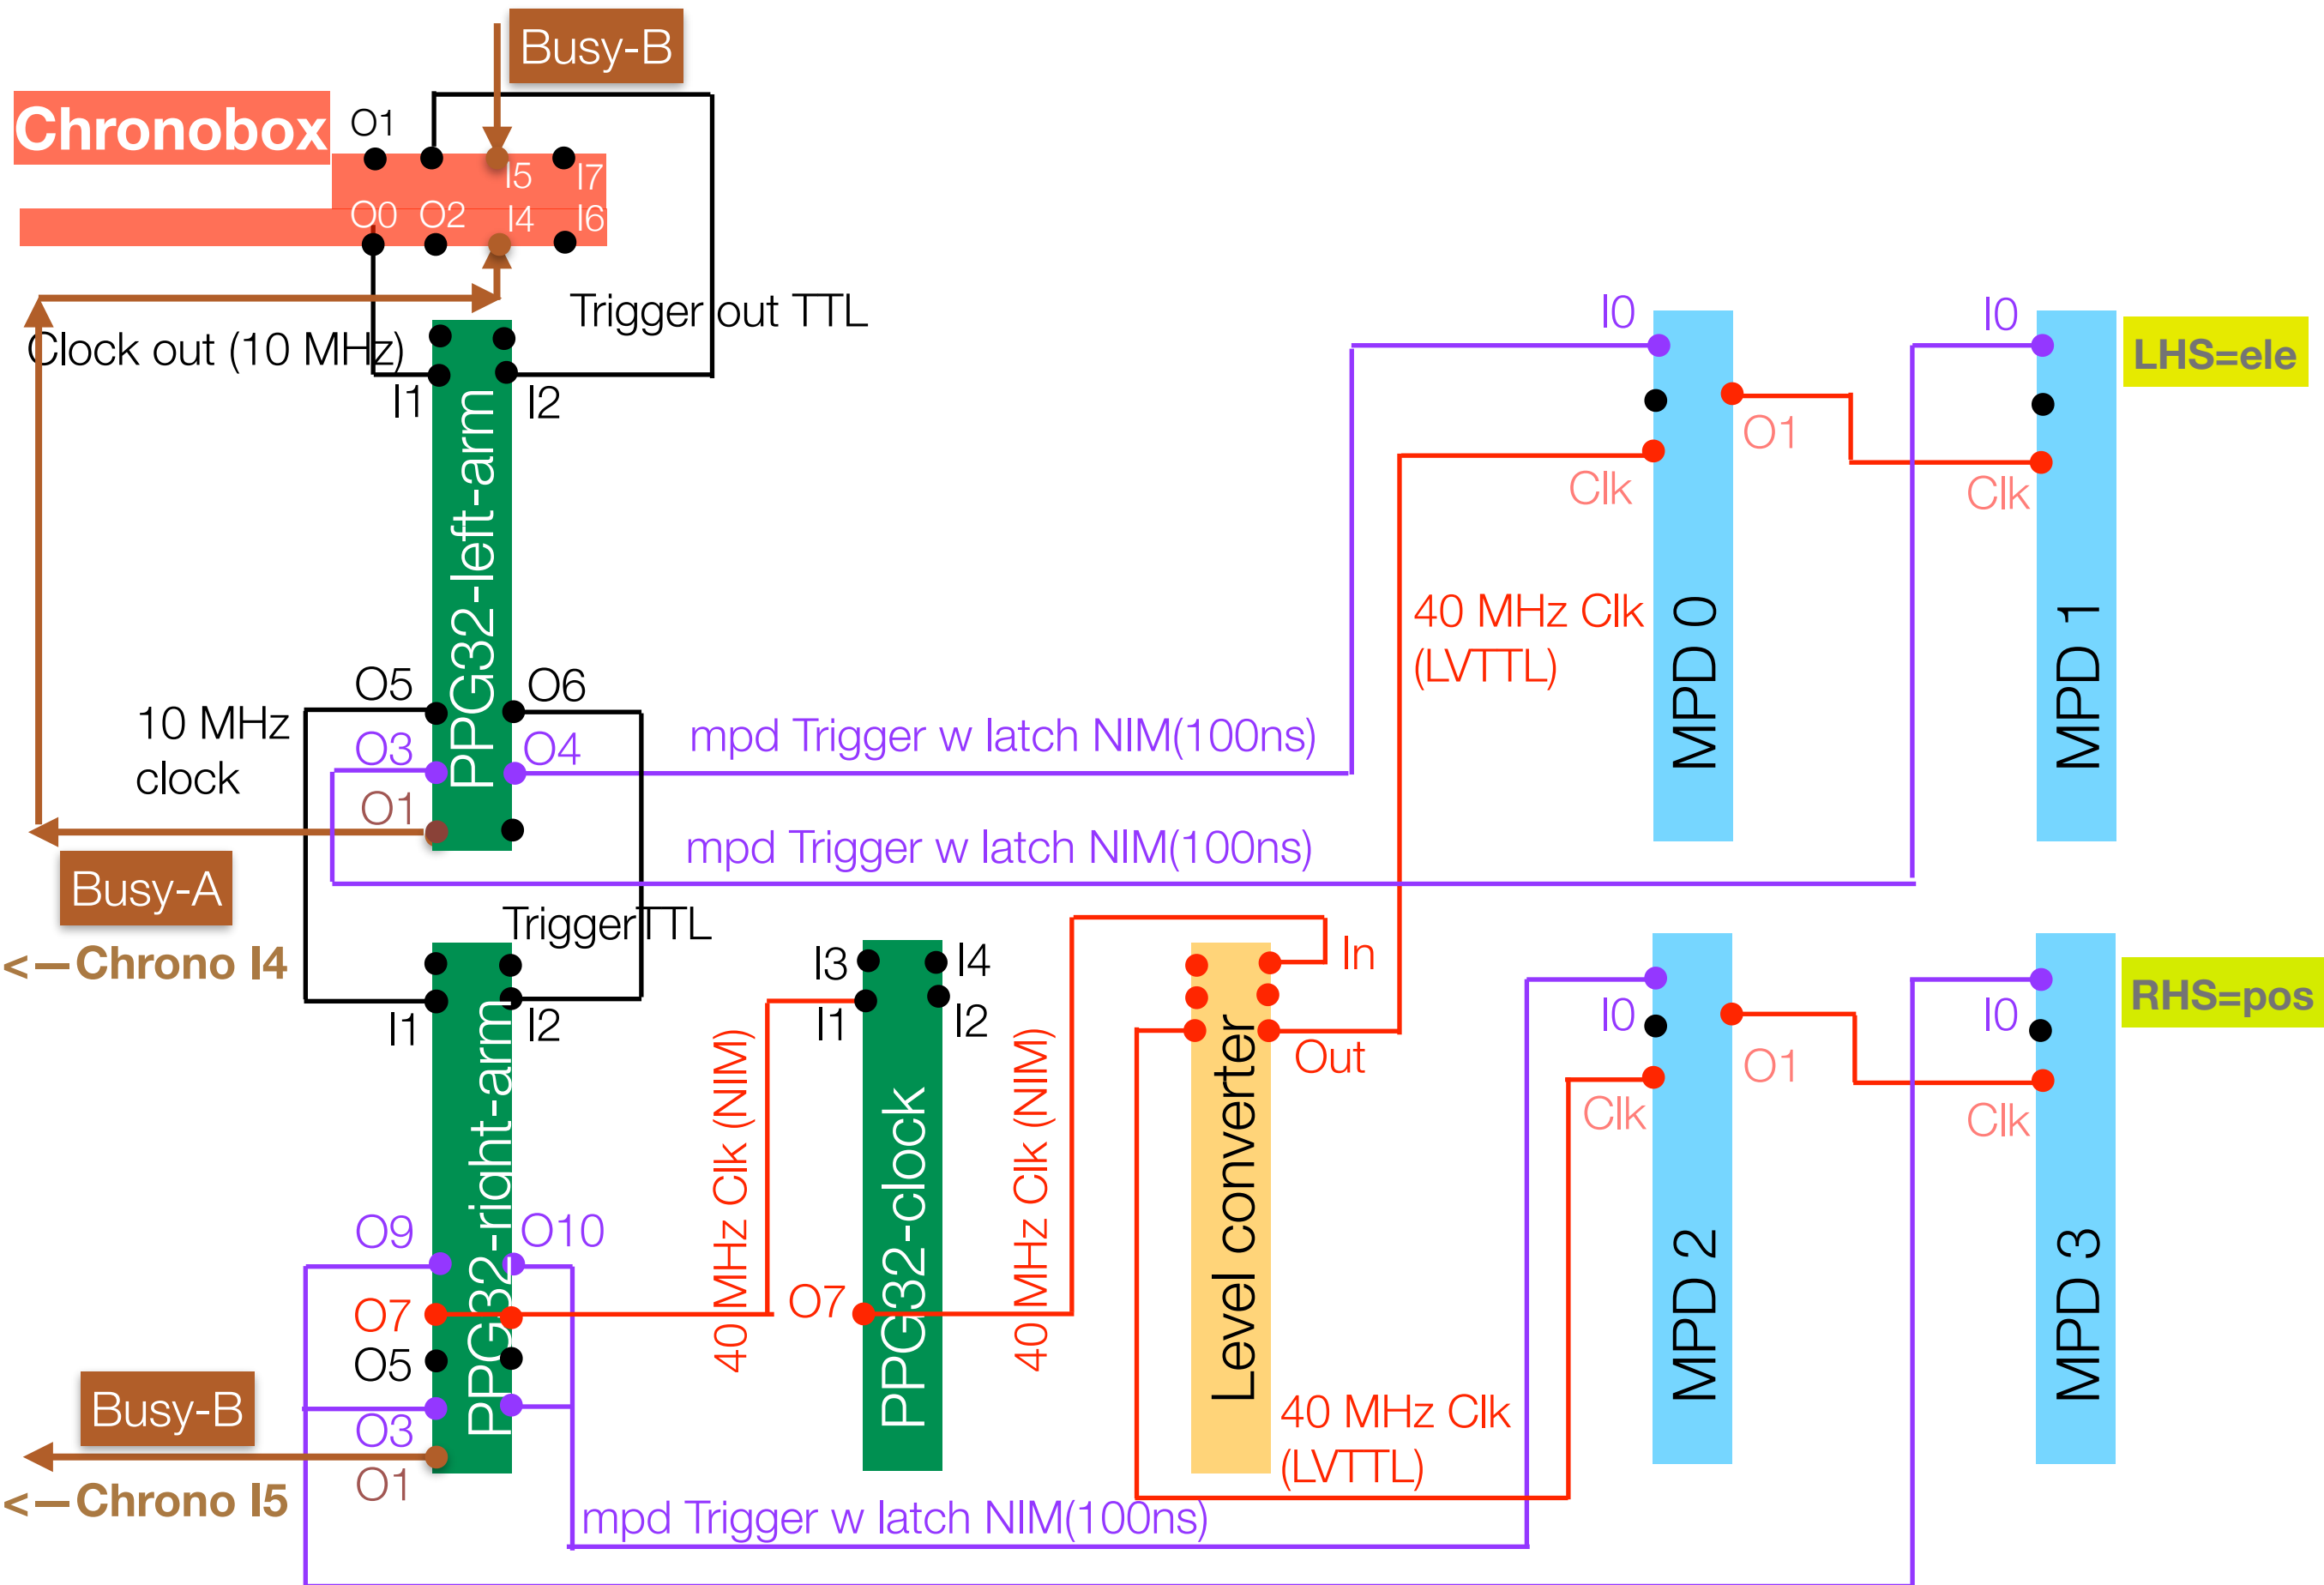 Busy-B
Chronobox
O1
I5
I7
O0
O2
I4
I6
Trigger out TTL
Clock out (10 MHz)
I1
I2
PPG32-left-arm
I0
I0
LHS=ele
O1
Clk
Clk
40 MHz Clk
(LVTTL)
MPD 0
MPD 1
O5
O6
10 MHz
clock
O3
O4
mpd Trigger w latch NIM(100ns)
O1
mpd Trigger w latch NIM(100ns)
Busy-A
TriggerTTL
<—Chrono I4
I1
I2
PPG32-right-arm
I3
I4
I1
I2
PPG32-clock
In
Out
Level converter
I0
I0
RHS=pos
O1
Clk
Clk
MPD 2
MPD 3
40 MHz Clk (NIM)
40 MHz Clk (NIM)
O9
O10
O7
O7
O5
Busy-B
O3
O1
<—Chrono I5
40 MHz Clk
(LVTTL)
mpd Trigger w latch NIM(100ns)